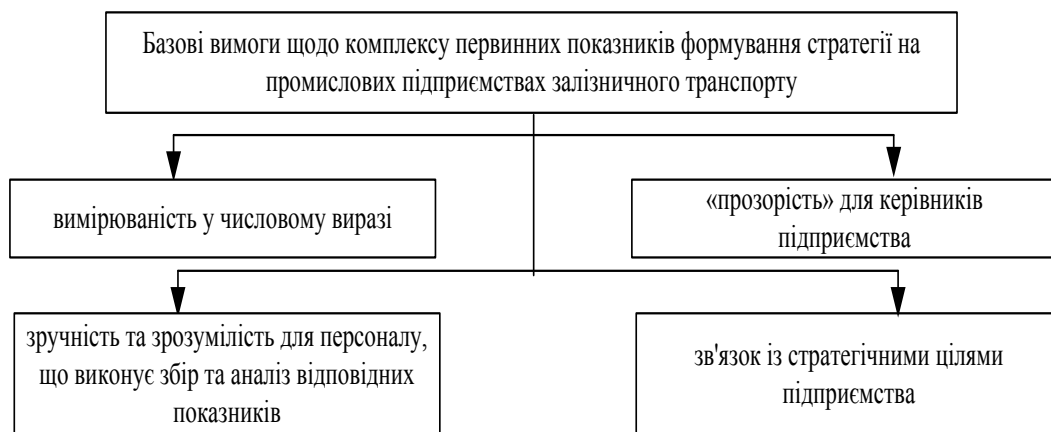 Базові вимоги щодо комплексу первинних показників формування стратегії на
промислових підприємствах залізничного транспорту
вимірюваність у числовому виразі
«прозорість» для керівників
підприємства
зручність та зрозумілість для персоналу,
що виконує збір та аналіз відповідних
показників
зв'язок із стратегічними цілями
підприємства